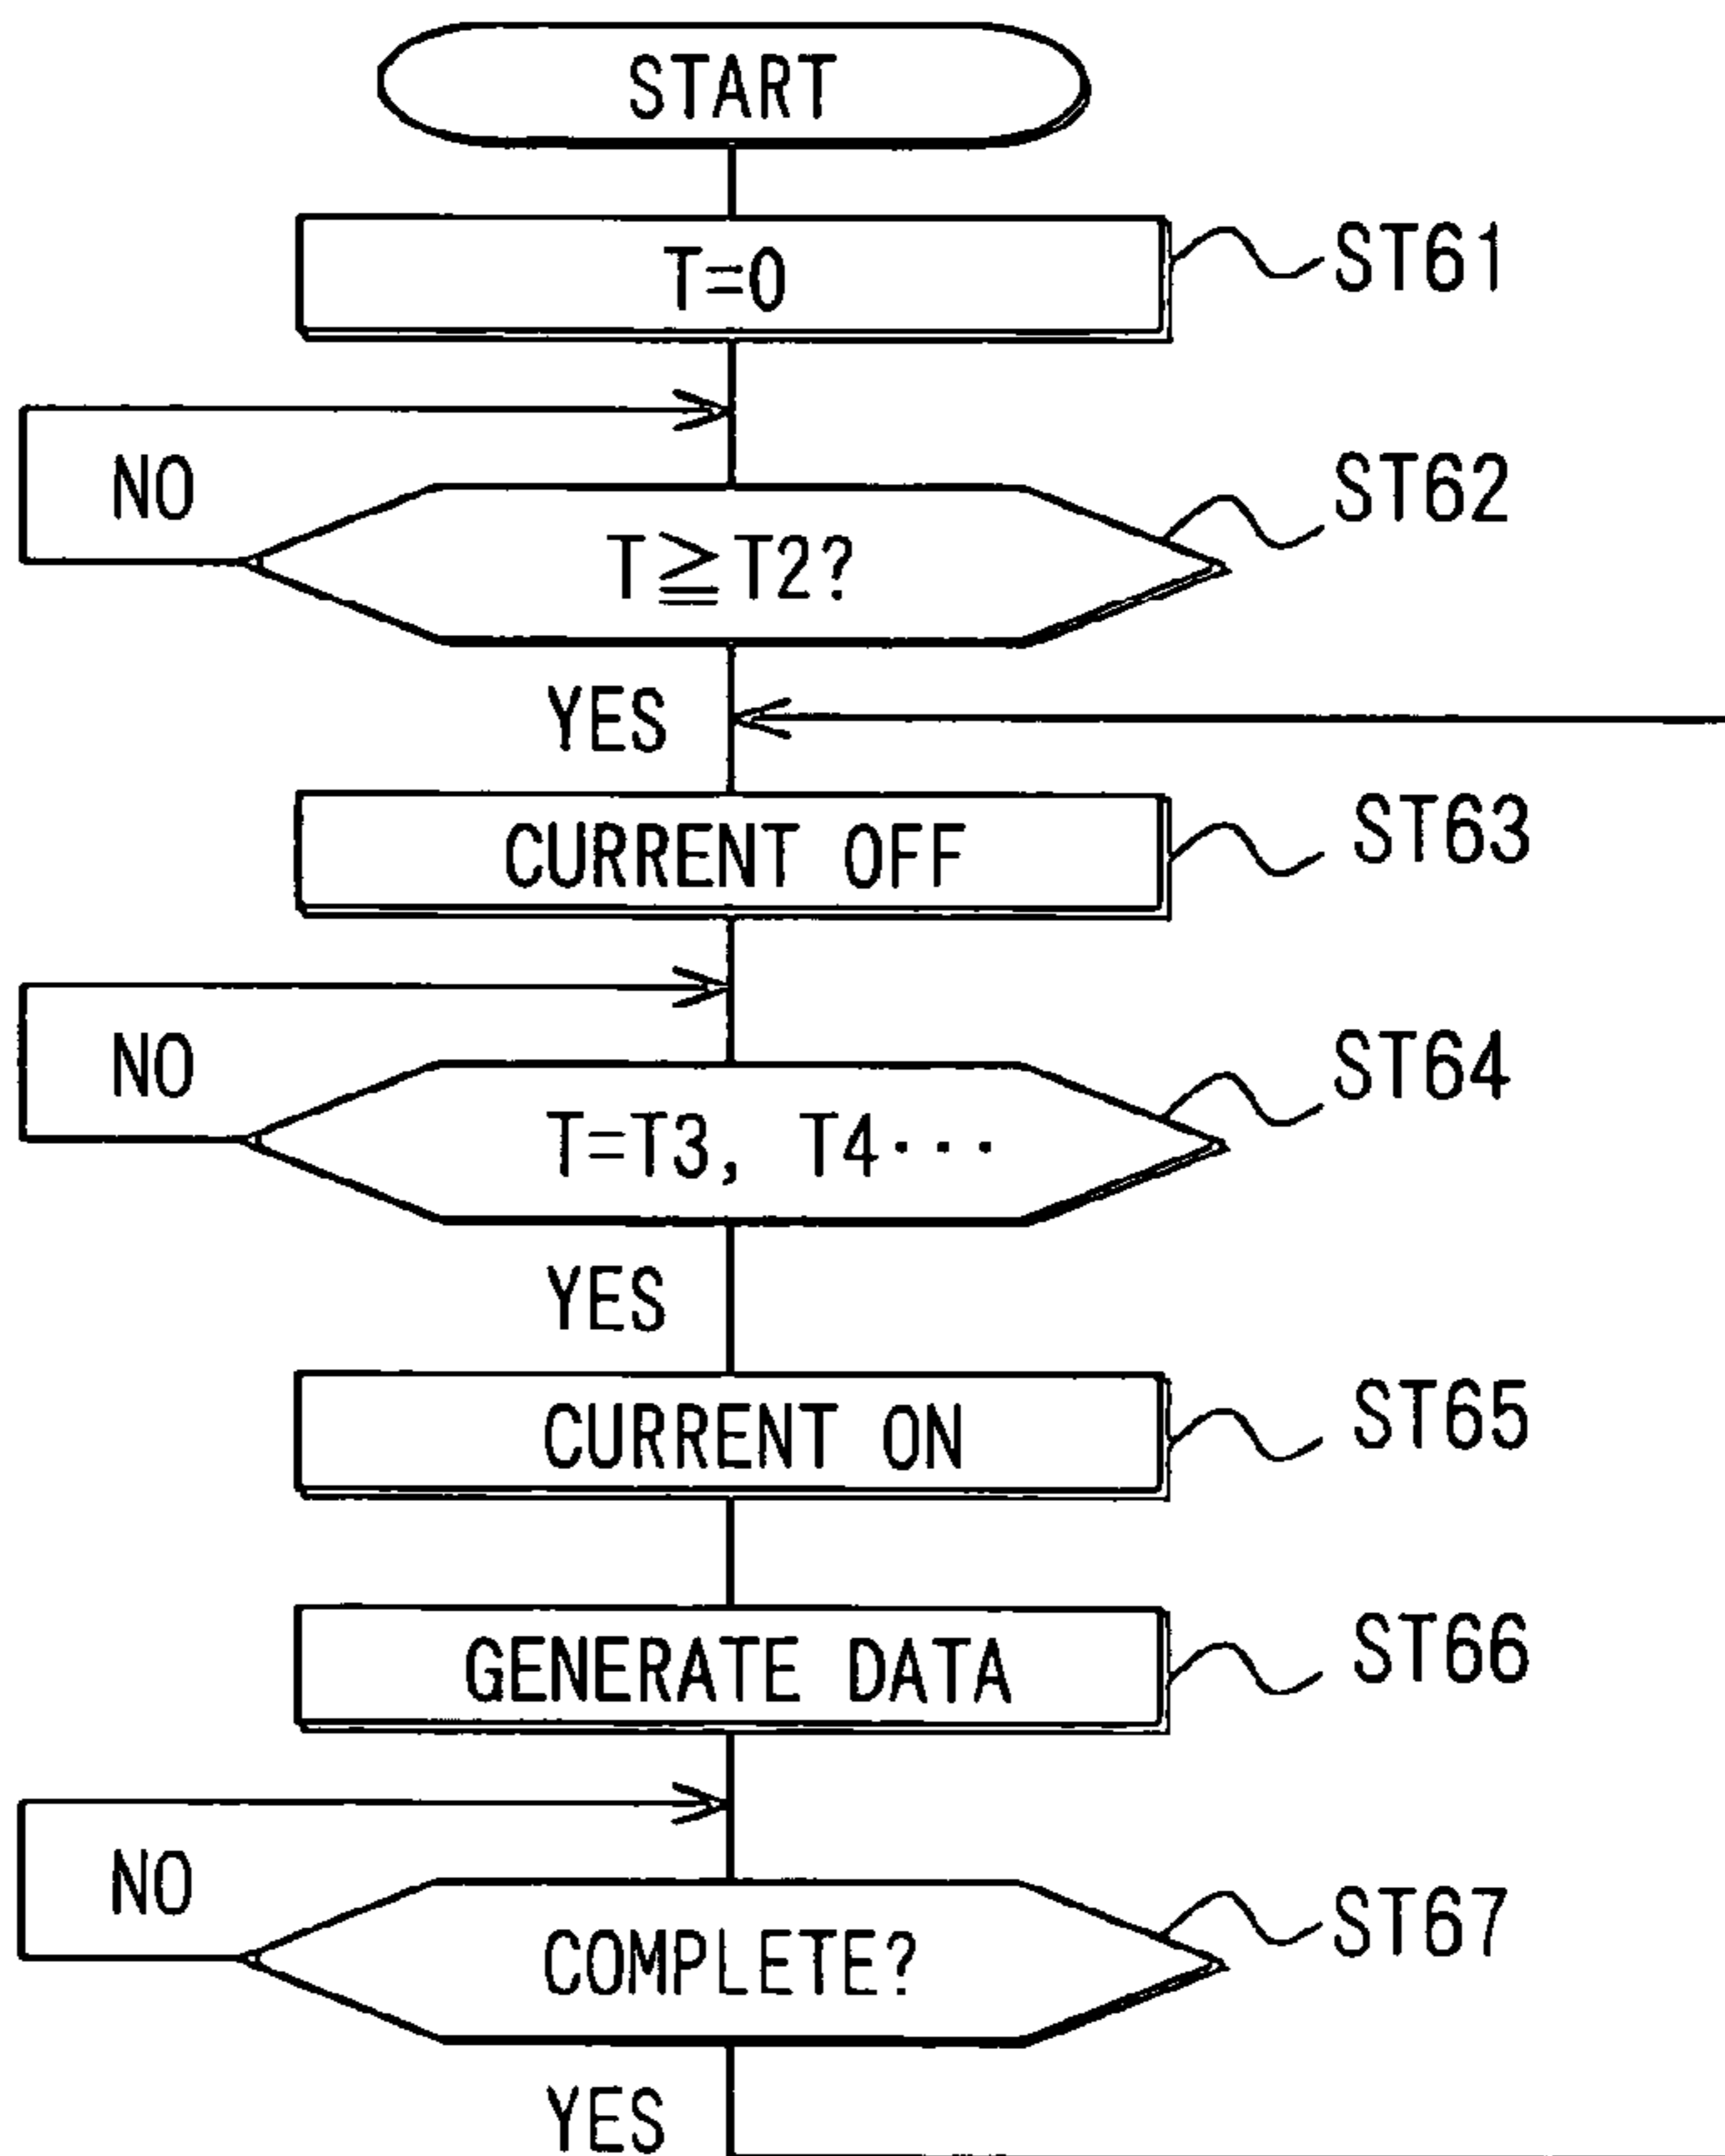 START
T=0
ST61
NO
ST62
T≧T2?
YES
CURRENT OFF
ST63
NO
ST64
T=T3, T4···
YES
CURRENT ON
ST65
GENERATE DATA
ST66
NO
ST67
COMPLETE?
YES